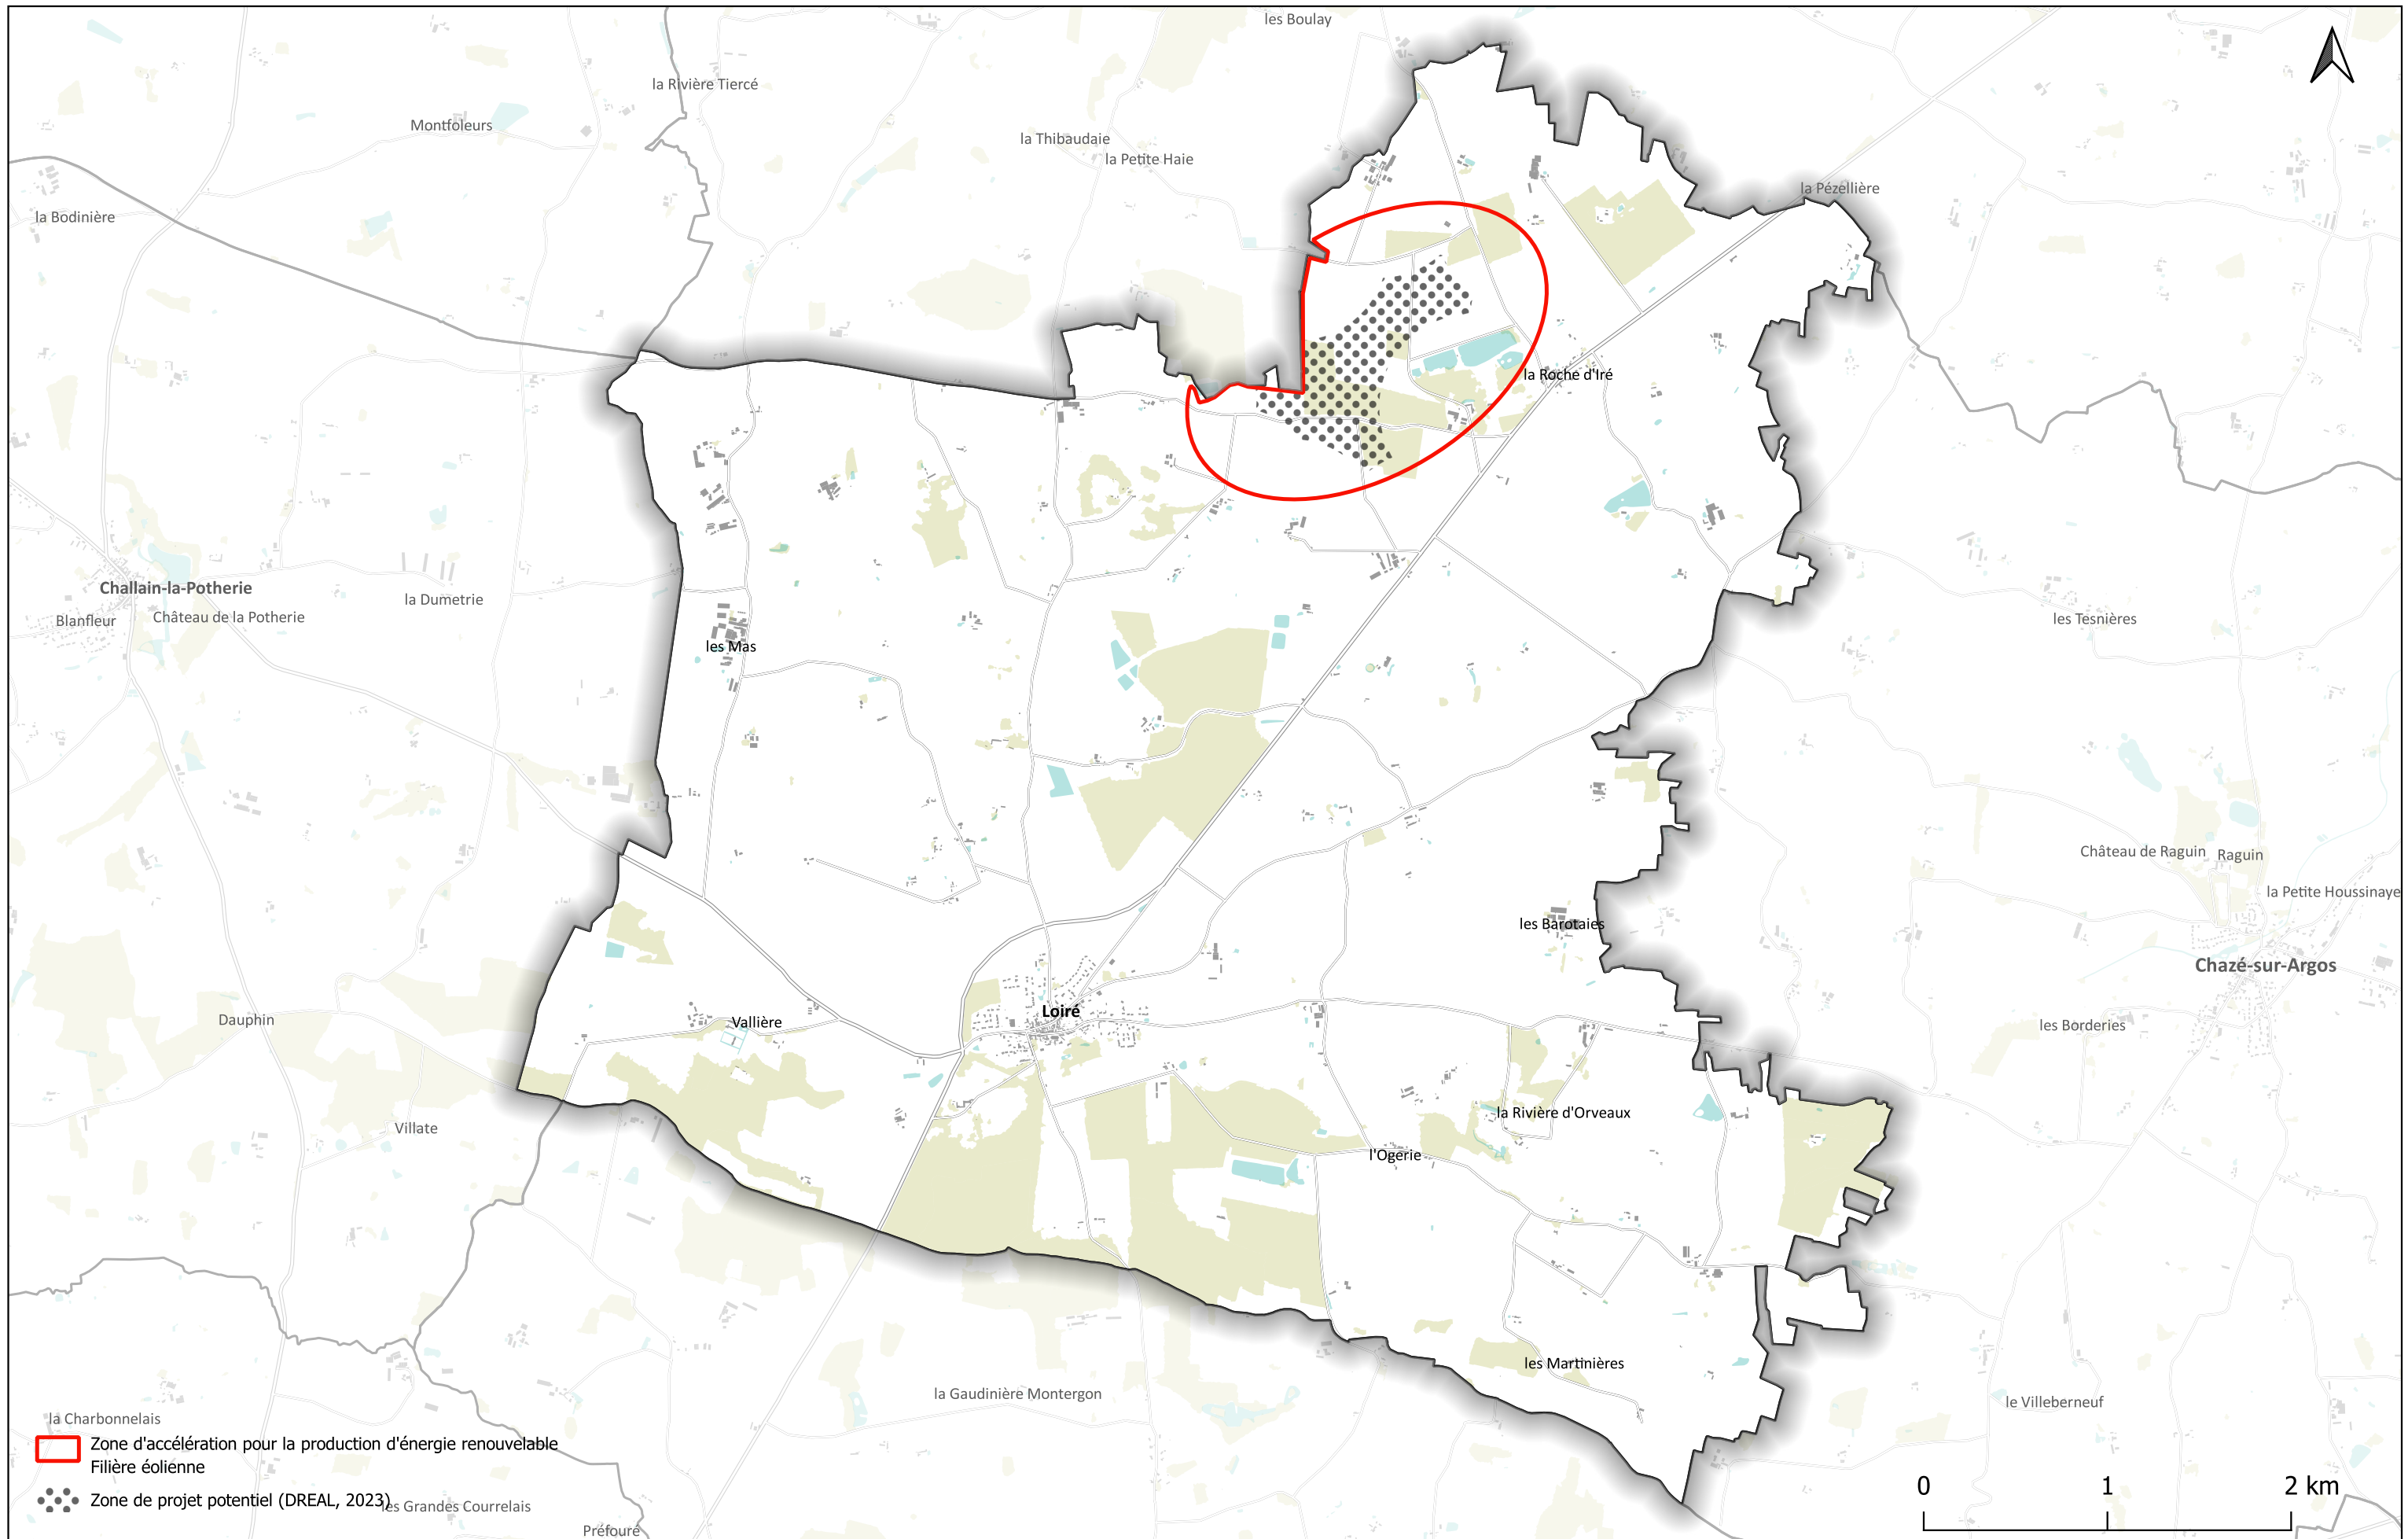 les Boulay
la Rivière Tiercé
Montfoleurs
la Thibaudaie
la Petite Haie
la Pézellière
la Bodinière
la Roche d'Iré
Challain-la-Potherie
la Dumetrie
Blanfleur
Château de la Potherie
les Tesnières
les Mas
Château de Raguin
Raguin
la Petite Houssinaye
les Barotaies
Chazé-sur-Argos
Loiré
Dauphin
Vallière
les Borderies
la Rivière d'Orveaux
Villate
l'Ogerie
les Martinières
la Gaudinière Montergon
le Villeberneuf
la Charbonnelais
Zone d'accélération pour la production d'énergie renouvelable
Filière éolienne
Zone de projet potentiel (DREAL, 2023)
les Grandes Courrelais
Préfouré
0 1 2 km